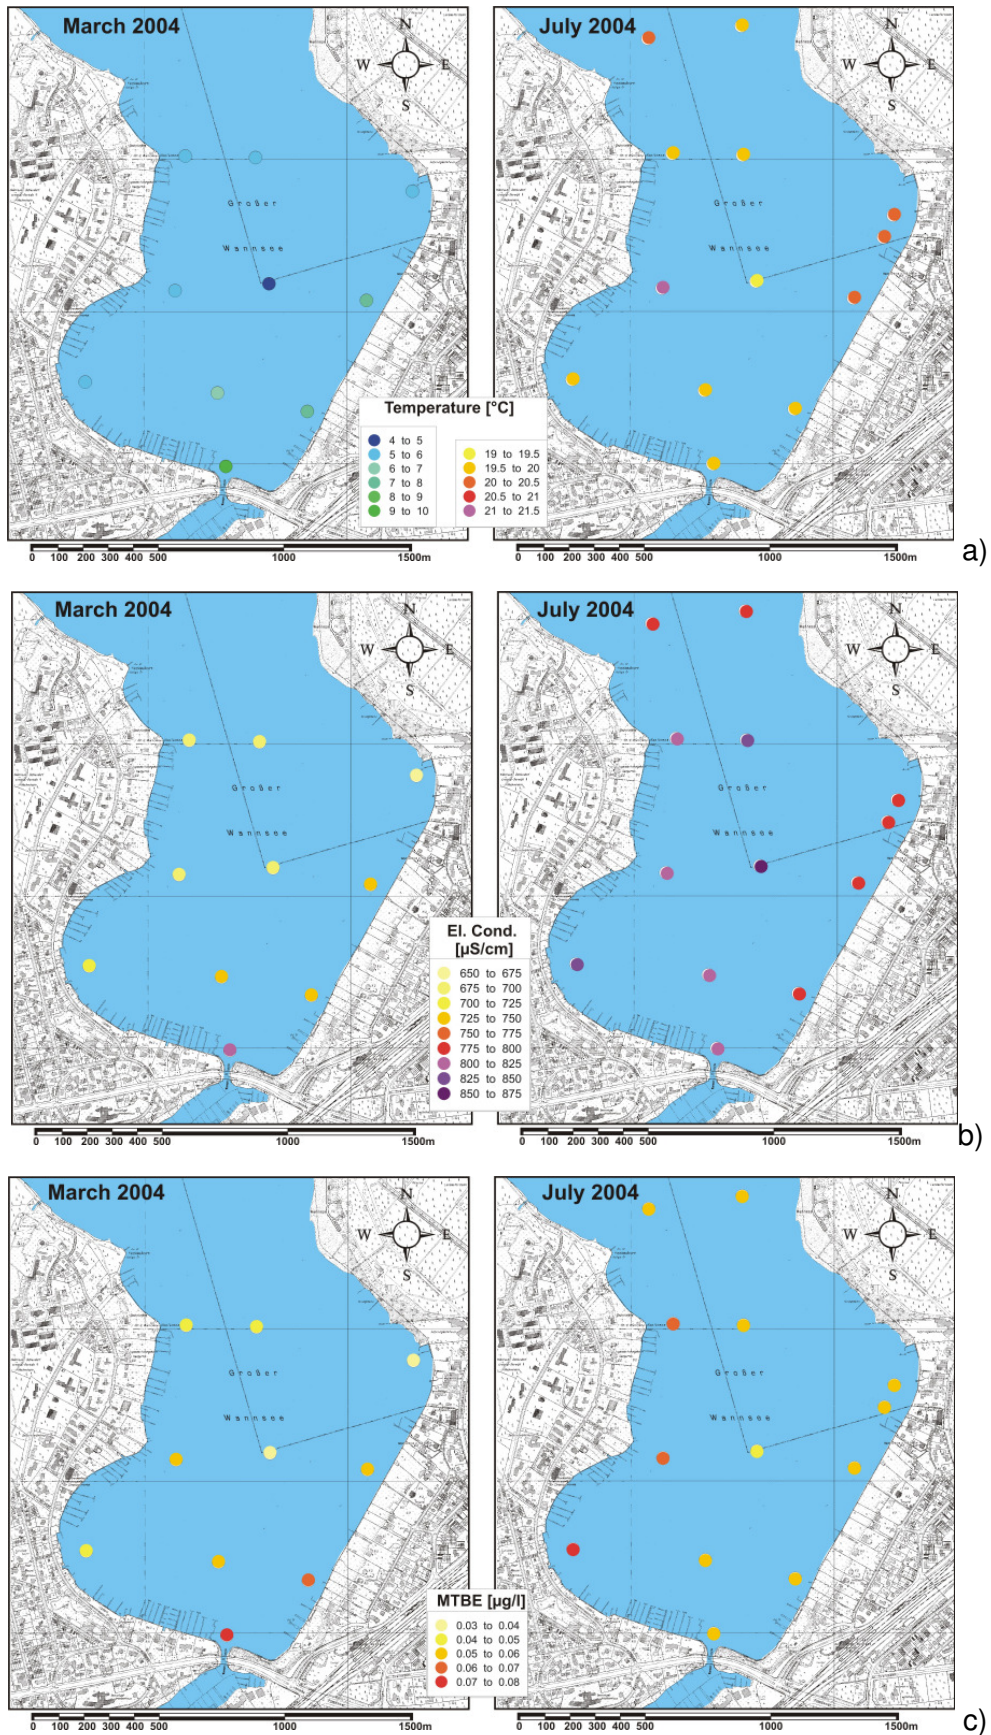 March 2004
July 2004
N
W E
S
N
W E
S
Großer
Wannsee
Großer
Wannsee
Temperature [°C]
4 to 5
5 to 6
6 to 7
7 to 8
8 to 9
9 to 10
19 to 19.5
19.5 to 20
20 to 20.5
20.5 to 21
21 to 21.5
0 100 200 300 400 500 1000 1500m
0 100 200 300 400 500 1000 1500m
a)
March 2004
July 2004
N
W E
S
N
W E
S
Großer
Wannsee
Großer
Wannsee
El. Cond.
[µS/cm]
650 to 675
675 to 700
700 to 725
725 to 750
750 to 775
775 to 800
800 to 825
825 to 850
850 to 875
0 100 200 300 400 500 1000 1500m
0 100 200 300 400 500 1000 1500m
b)
March 2004
July 2004
N
W E
S
N
W E
S
Großer
Wannsee
Großer
Wannsee
MTBE [µg/l]
0.03 to 0.04
0.04 to 0.05
0.05 to 0.06
0.06 to 0.07
0.07 to 0.08
0 100 200 300 400 500 1000 1500m
0 100 200 300 400 500 1000 1500m
c)